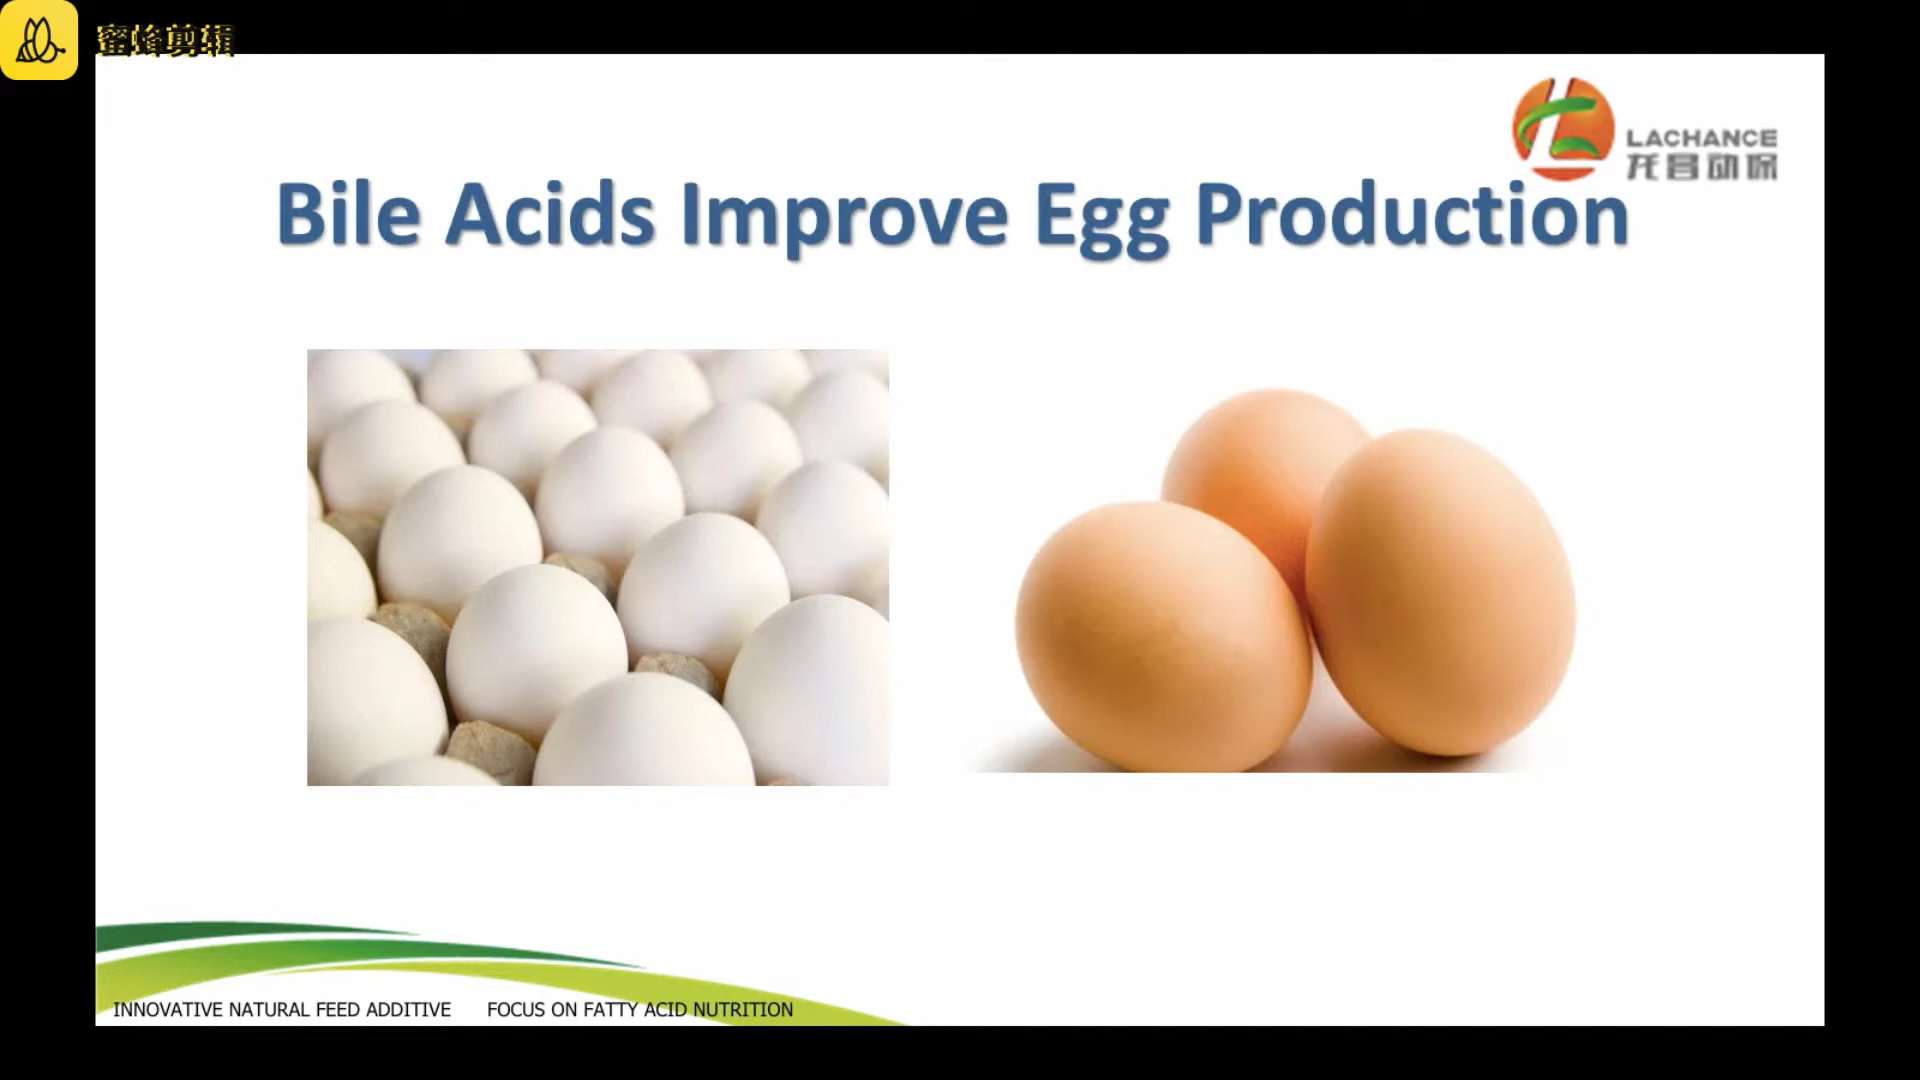 蜜蜂剪辑
LACHANCE
龙昌动保
Bile Acids Improve Egg Production
INNOVATIVE NATURAL FEED ADDITIVE FOCUS ON FATTY ACID NUTRITION